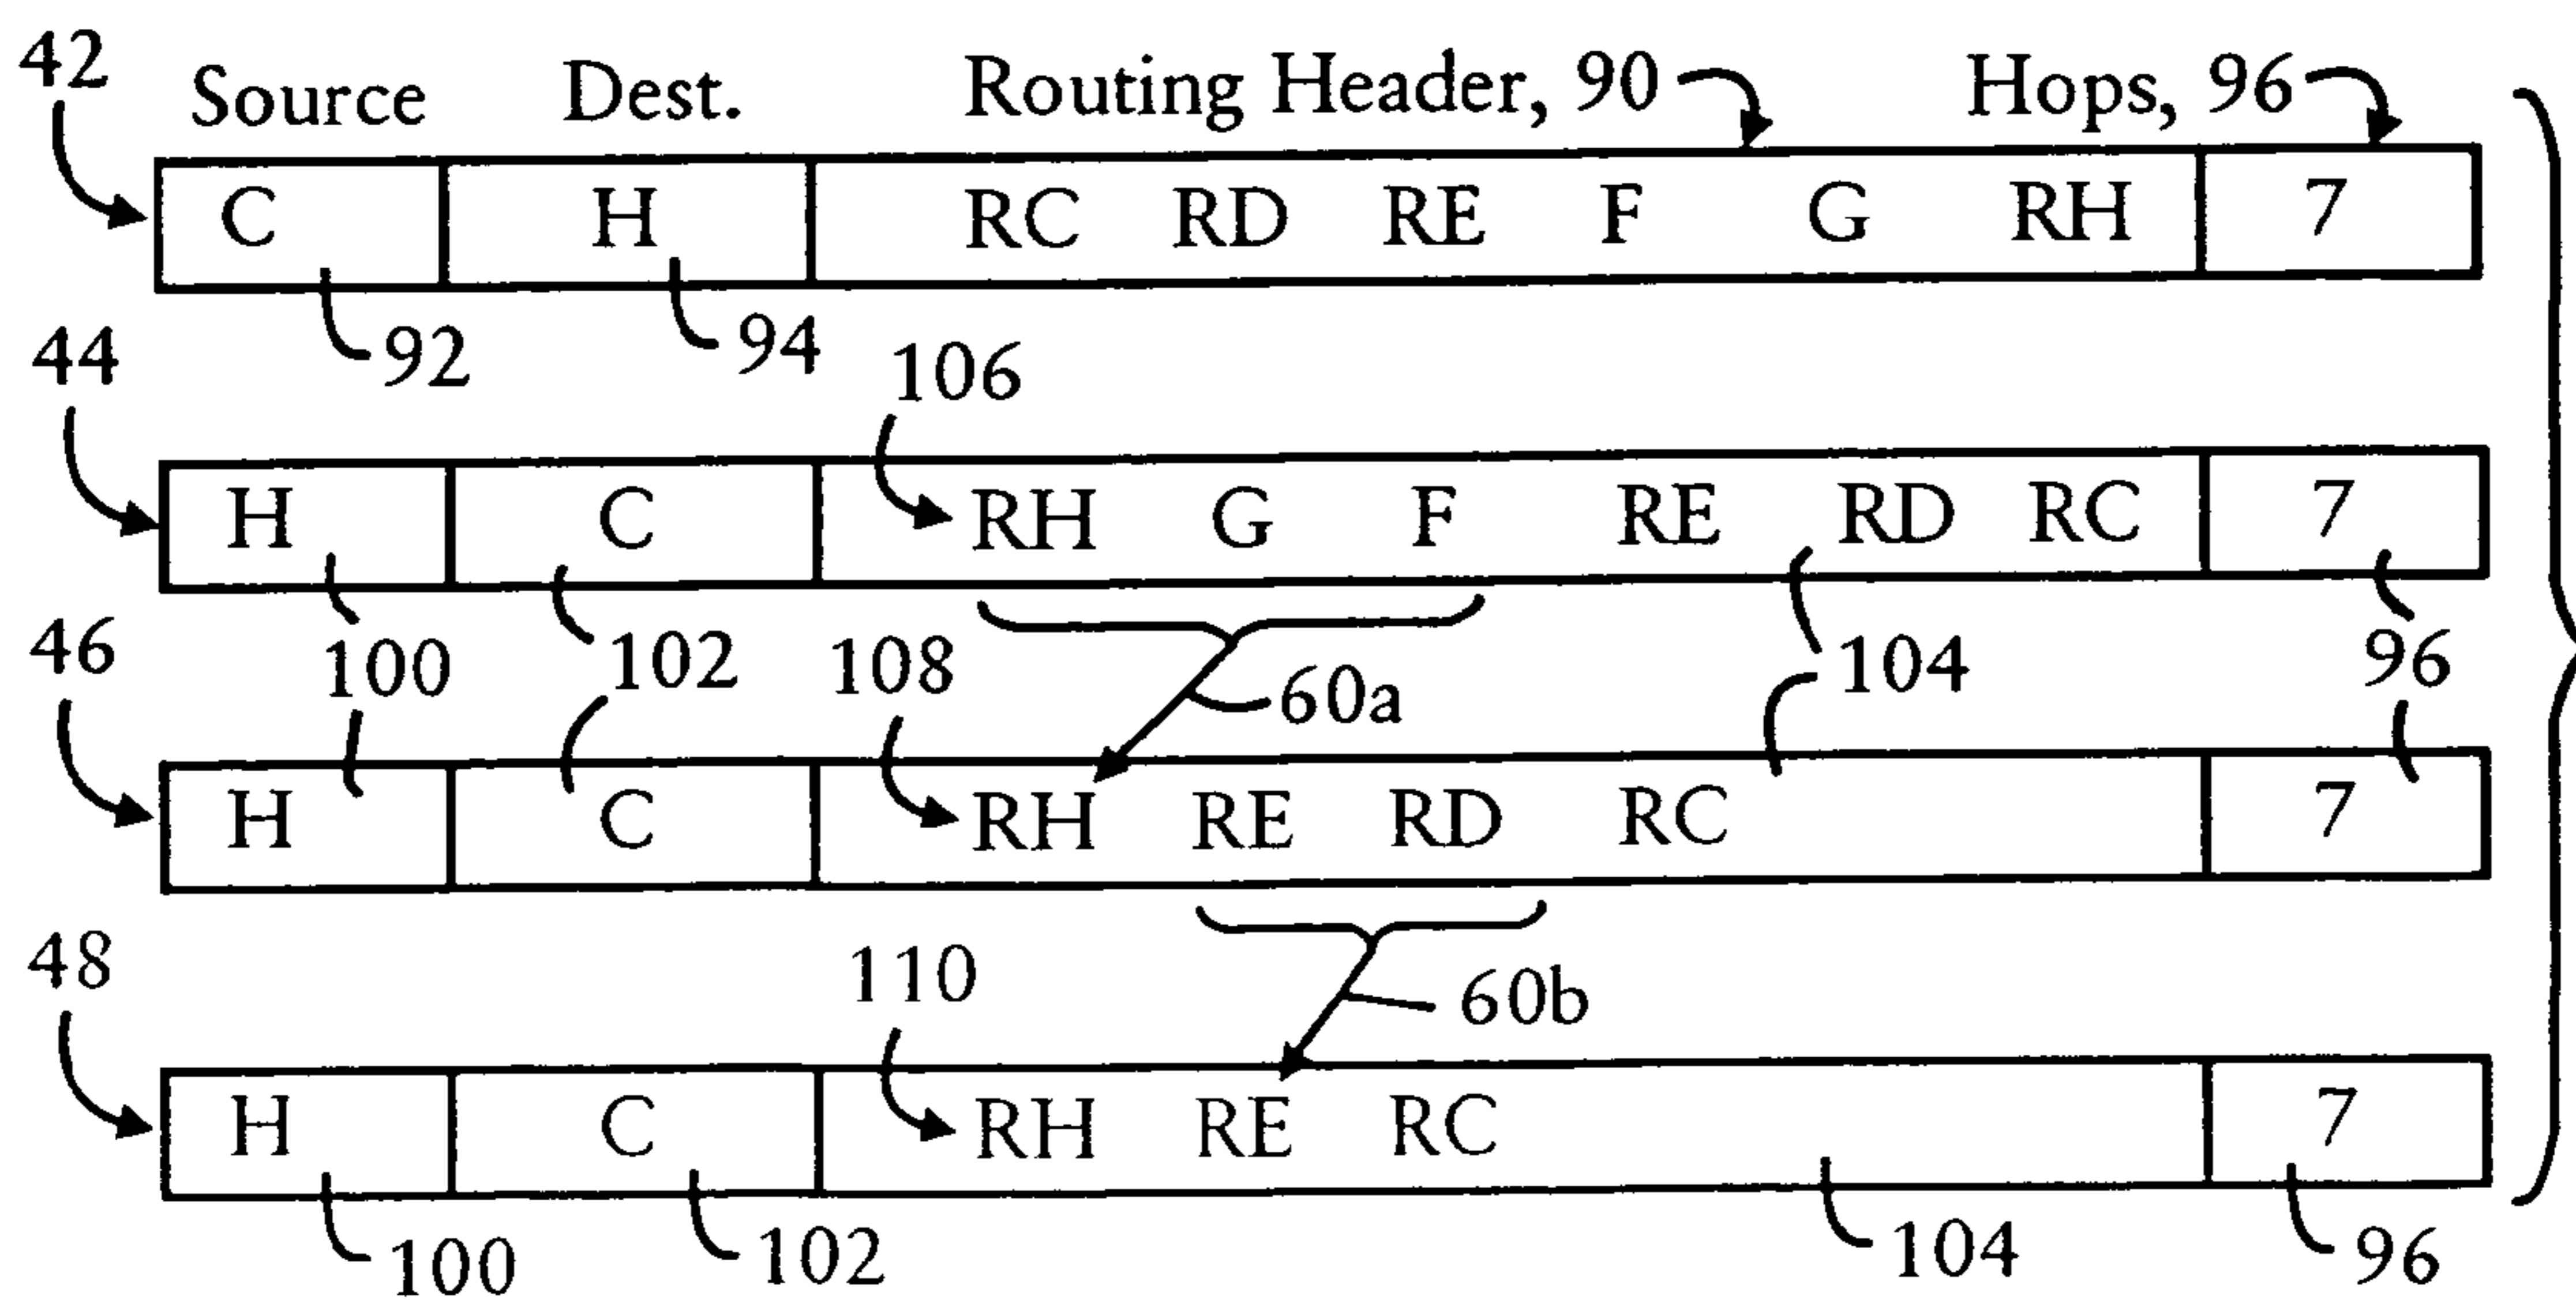 42 Source Dest. Routing Header, 90 Hops, 96
C H RC RD RE F G RH 7
92 94
44 106
H C RH G F RE RD RC 7
46 100 102 108 60a 104 96
H C RH RE RD RC 7
48 110 60b
H C RH RE RC 7
100 102 104 96